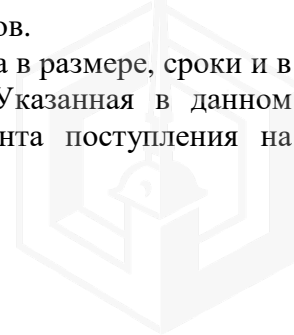 ов.
а в размере, сроки и в
Указанная в данном
нта поступления на